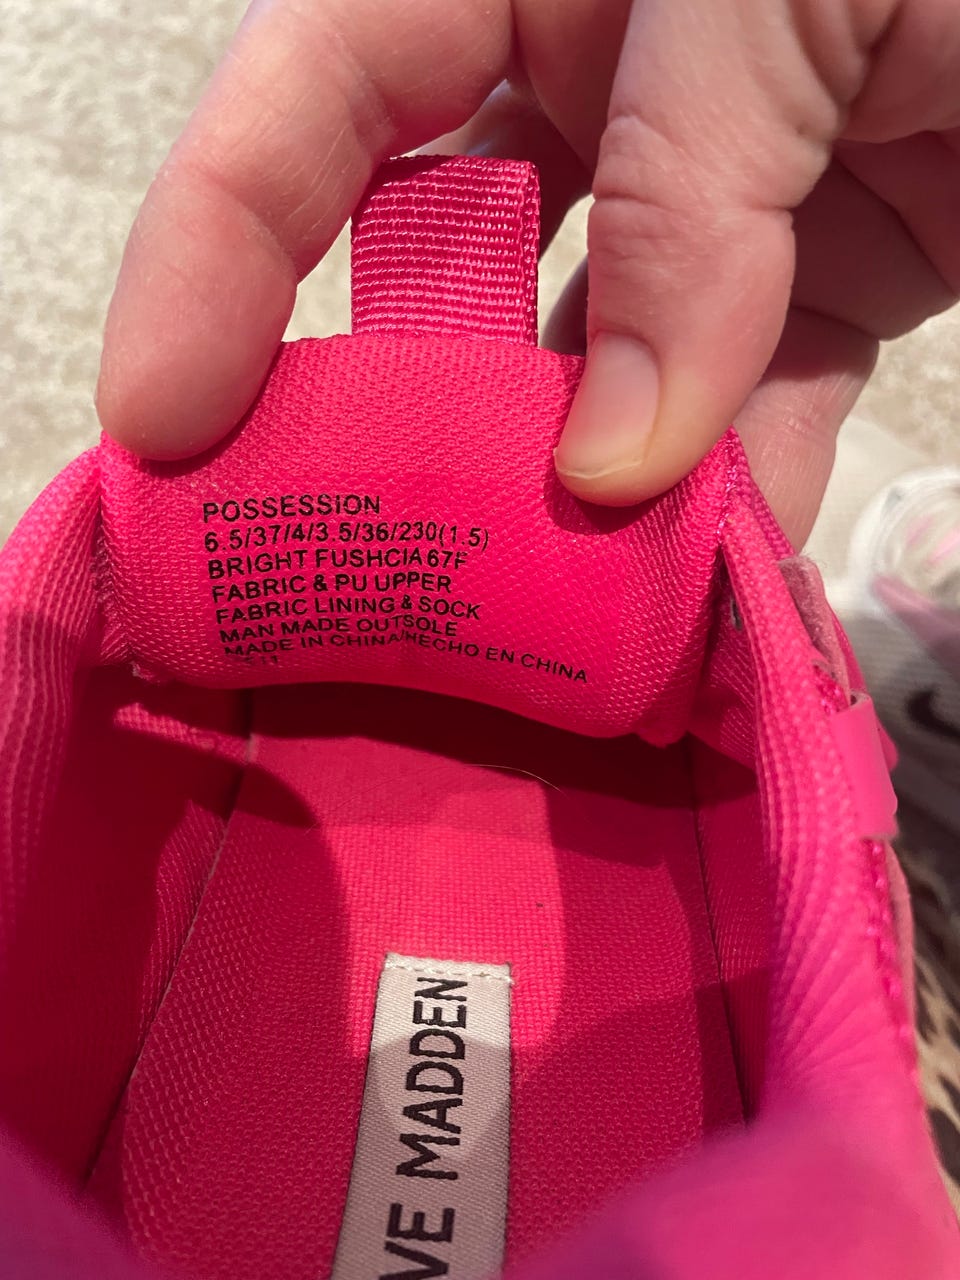 POSSESSION
6.5/37/4/3.5/36/230(1.5)
BRIGHT FUSHCIA 67F
FABRIC & PU UPPER
FABRIC LINING & SOCK
MAN MADE OUTSOLE
MADE IN CHINA/HECHO EN CHINA
VE MADDEN